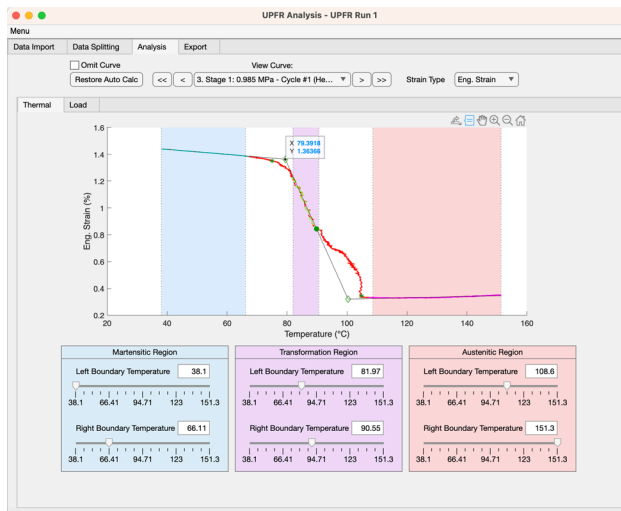 UPFR Analysis - UPFR Run 1
Menu
Data Import Data Splitting Analysis Export
Omit Curve View Curve:
Restore Auto Calc << < 3. Stage 1: 0.985 MPa - Cycle #1 (He... > >> Strain Type Eng. Strain
Thermal Load
1.6
1.4
1.2
1
0.8
0.6
0.4
0.2
Eng. Strain (%)
X 79.3918
Y 1.36366
20 40 60 80 100 120 140 160
Temperature (°C)
Martensitic Region
Left Boundary Temperature 38.1
38.1 66.41 94.71 123 151.3
Right Boundary Temperature 66.11
38.1 66.41 94.71 123 151.3
Transformation Region
Left Boundary Temperature 81.97
38.1 66.41 94.71 123 151.3
Right Boundary Temperature 90.55
38.1 66.41 94.71 123 151.3
Austenitic Region
Left Boundary Temperature 108.6
38.1 66.41 94.71 123 151.3
Right Boundary Temperature 151.3
38.1 66.41 94.71 123 151.3